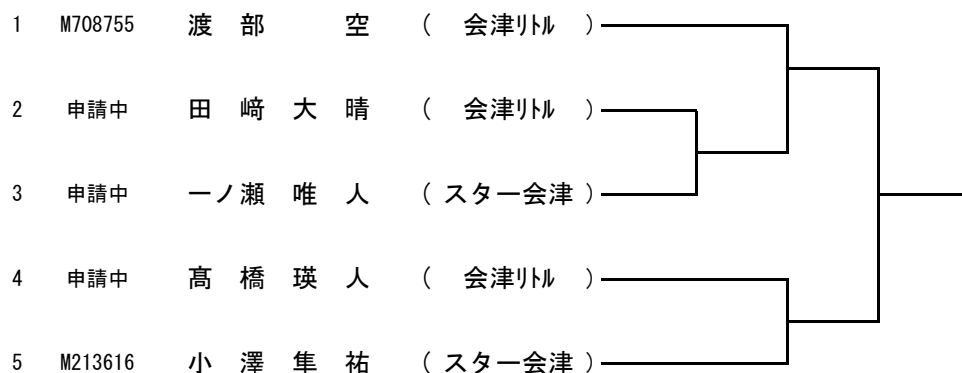 1 M708755 渡部 空 ( 会津リトル )
2 申請中 田﨑大晴 ( 会津リトル )
3 申請中 一ノ瀬唯人 ( スター会津 )
4 申請中 髙橋瑛人 ( 会津リトル )
5 M213616 小澤隼祐 ( スター会津 )